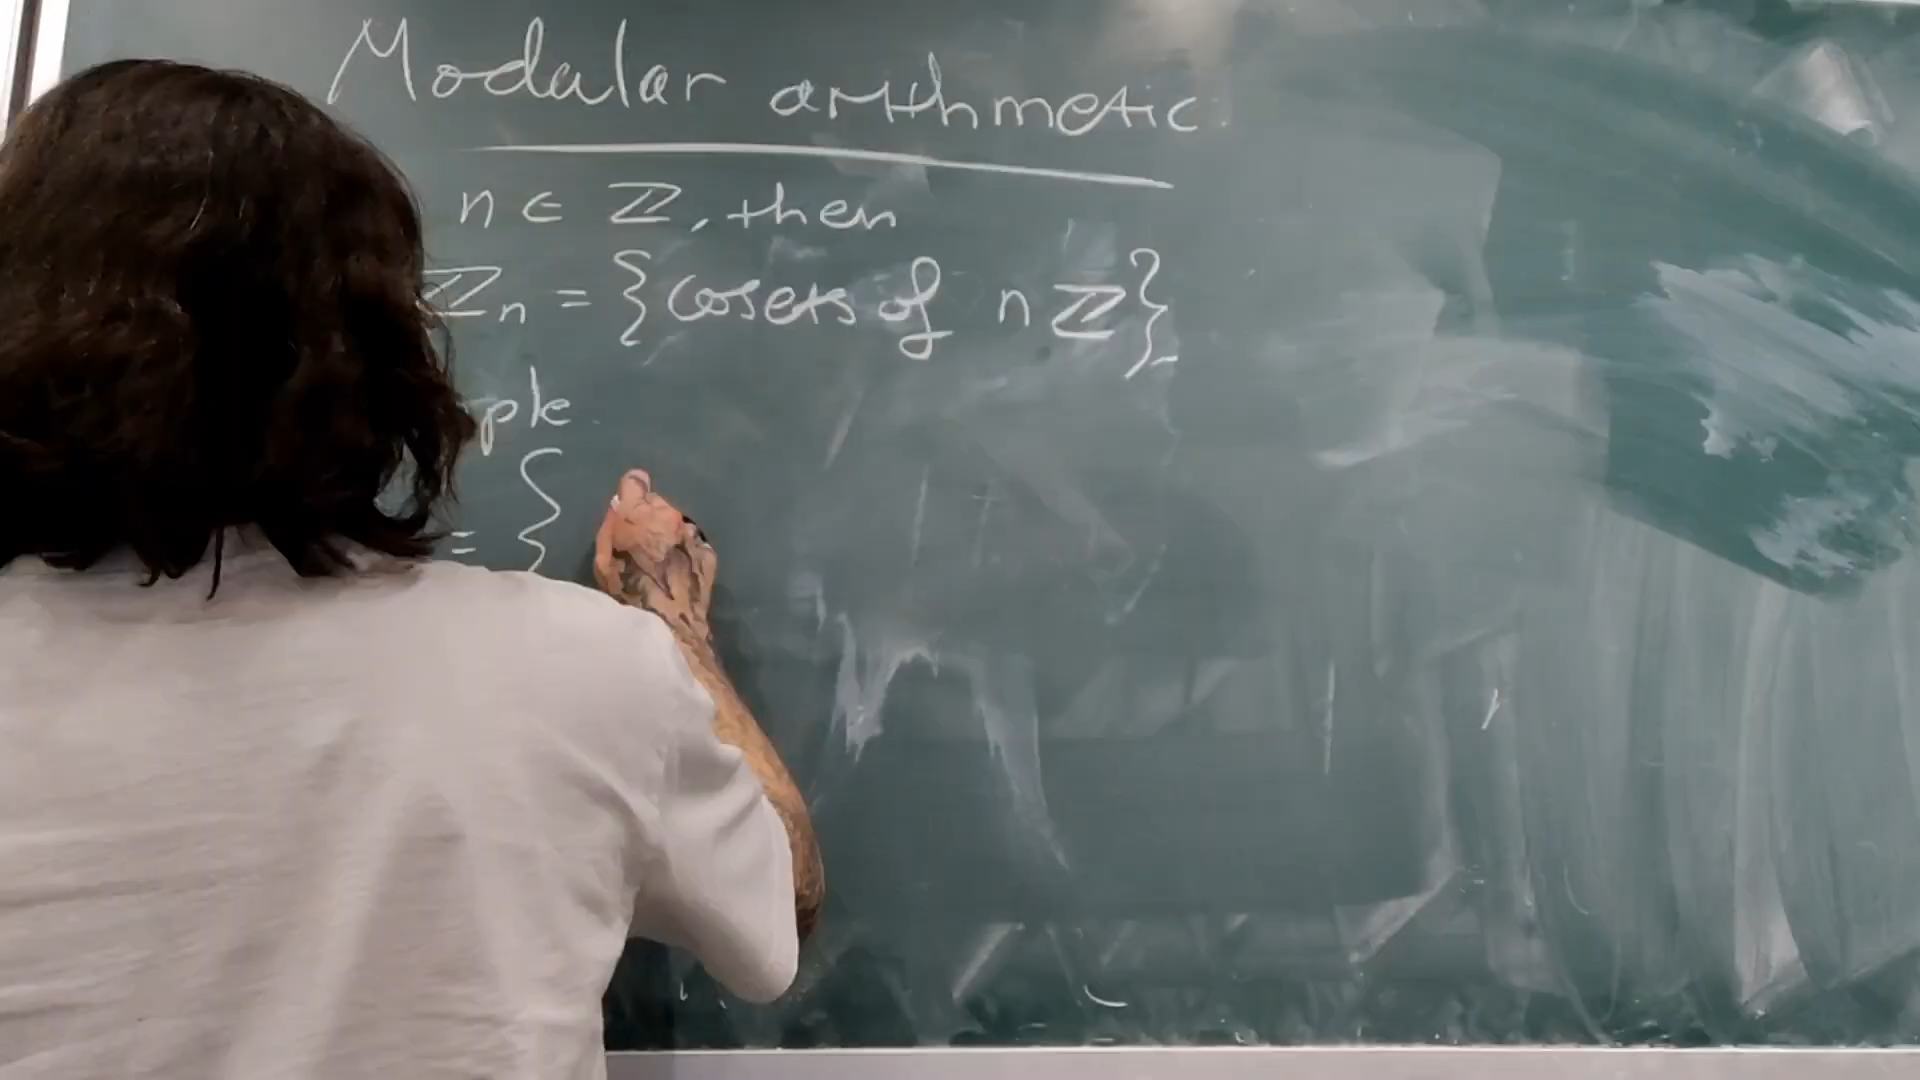 Modular arithmetic
n ∈ ℤ, then
ℤn = {cosets of nℤ}
ple
= {